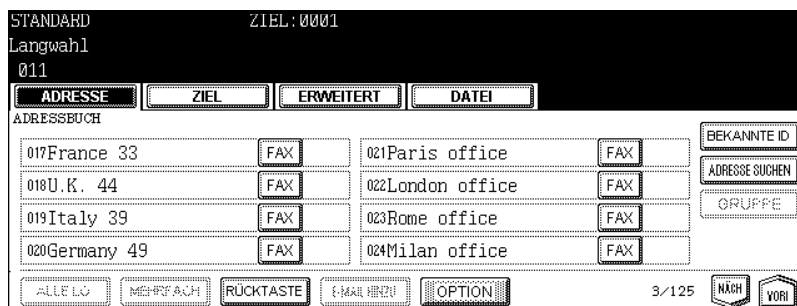 STANDARD ZIEL:0001
Langwahl
011
ADRESSE ZIEL ERWEITERT DATEI
ADRESSBUCH
BEKANNTE ID
017France 33 FAX 021Paris office FAX
ADRESSE SUCHEN
018U.K. 44 FAX 022London office FAX
GRUPPE
019Italy 39 FAX 023Rome office FAX
020Germany 49 FAX 024Milan office FAX
ALLE LÖ MEHRFACH RÜCKTASTE E-MAIL HINZU OPTION 3/125 NÄCH VORI